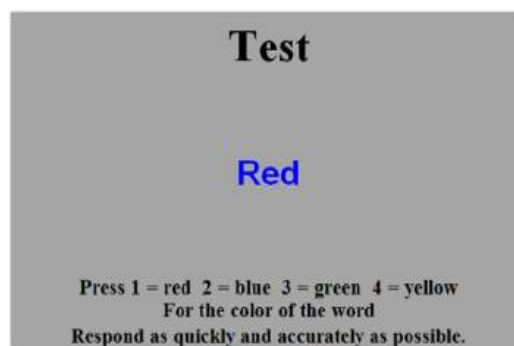 Test
Red
Press 1 = red 2 = blue 3 = green 4 = yellow
For the color of the word
Respond as quickly and accurately as possible.